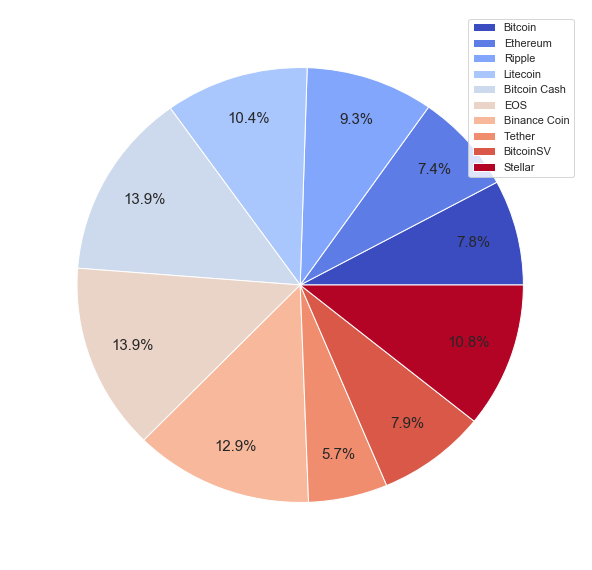 Bitcoin
Ethereum
Ripple
Litecoin
Bitcoin Cash
EOS
Binance Coin
Tether
BitcoinSV
Stellar
10.4%
9.3%
7.4%
13.9%
7.8%
13.9%
10.8%
12.9%
5.7%
7.9%